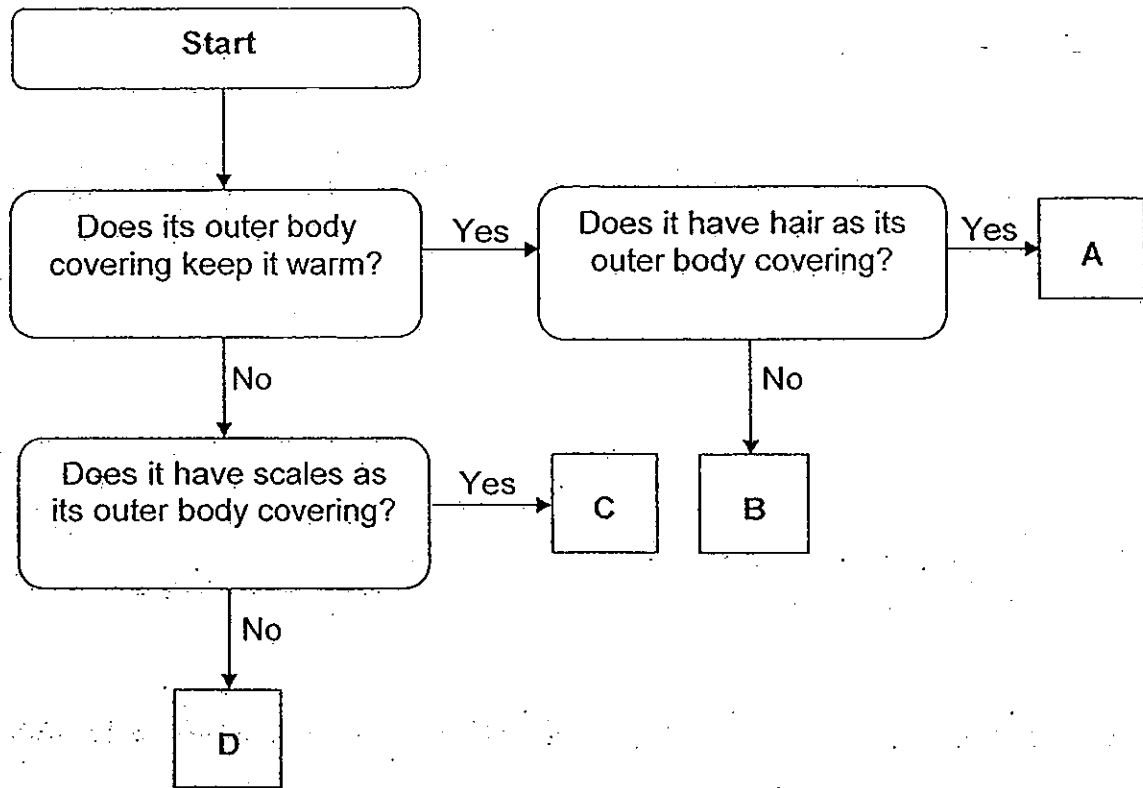 Start
Does its outer body
covering keep it warm?
Yes
Does it have hair as its
outer body covering?
Yes
A
No
No
Does it have scales as
its outer body covering?
Yes
C
B
No
D